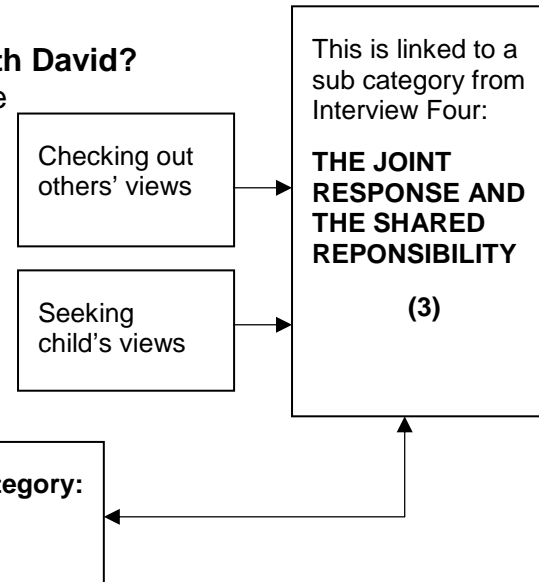 th David?
e
Checking out
others’ views
Seeking
child’s views
This is linked to a
sub category from
Interview Four:
THE JOINT
RESPONSE AND
THE SHARED
REPONSIBILITY
(3)
tegory: